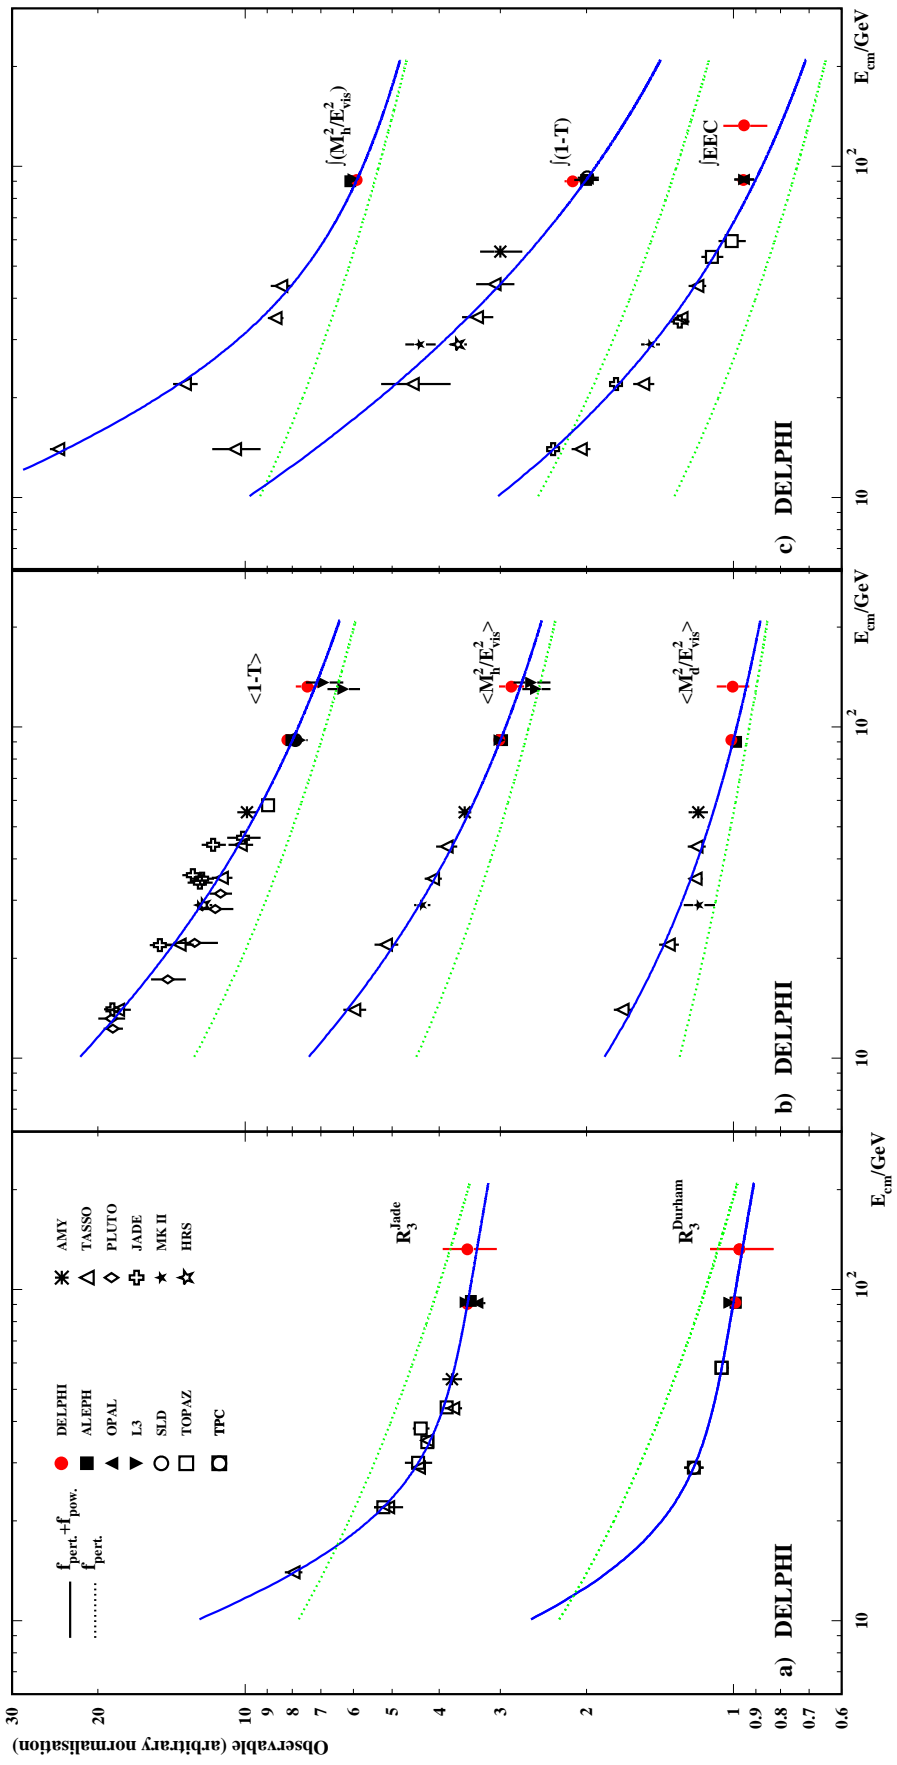 Observable (arbitrary normalisation)
30
20
10
9
8
7
6
5
4
3
2
1
0.9
0.8
0.7
0.6
f_pert.+f_pow.
f_pert.
DELPHI
ALEPH
OPAL
L3
SLD
TOPAZ
TPC
AMY
TASSO
PLUTO
JADE
MK II
HRS
R_3^Jade
R_3^Durham
a) DELPHI
10
10^2
E_cm/GeV
<1-T>
<M_h^2/E_vis^2>
<M_d^2/E_vis^2>
b) DELPHI
10
10^2
E_cm/GeV
∫(M_h^2/E_vis^2)
∫(1-T)
∫EEC
c) DELPHI
10
10^2
E_cm/GeV